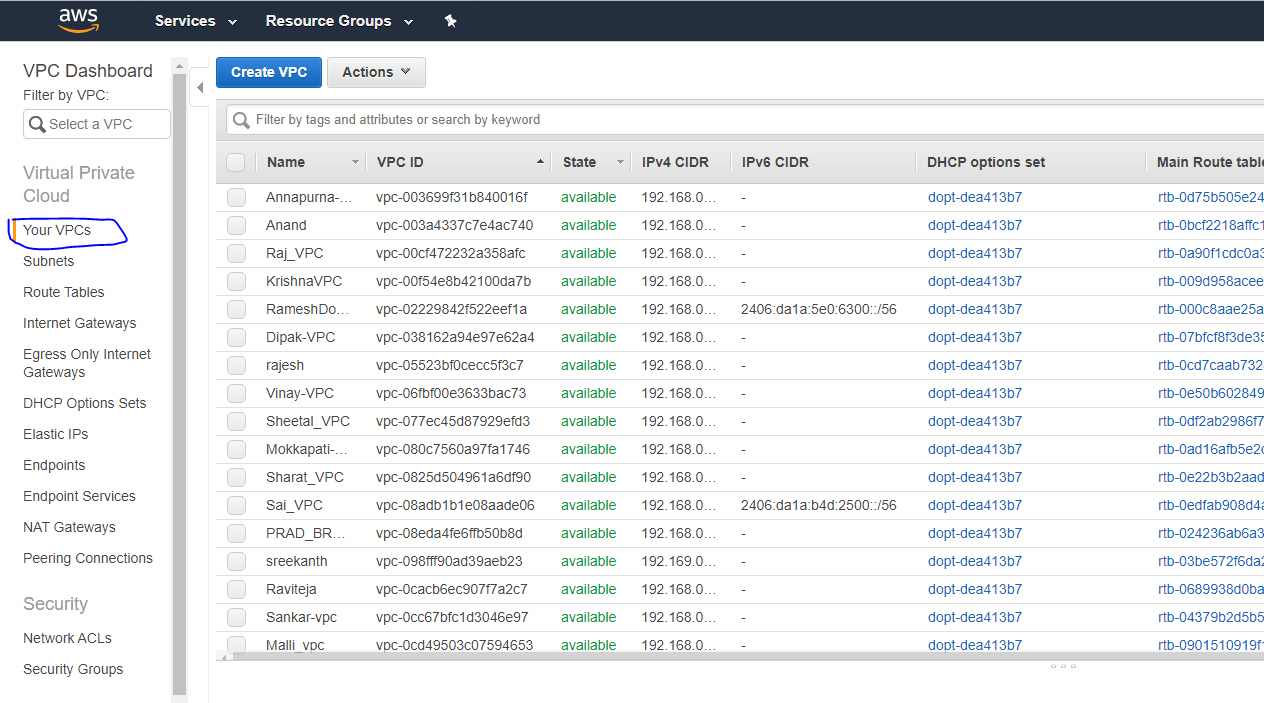 aws Services Resource Groups
VPC Dashboard
Filter by VPC:
Select a VPC
Virtual Private
Cloud
Your VPCs
Subnets
Route Tables
Internet Gateways
Egress Only Internet
Gateways
DHCP Options Sets
Elastic IPs
Endpoints
Endpoint Services
NAT Gateways
Peering Connections
Security
Network ACLs
Security Groups
Create VPC Actions
Filter by tags and attributes or search by keyword
Name VPC ID State IPv4 CIDR IPv6 CIDR DHCP options set Main Route table
Annapurna-... vpc-003699f31b840016f available 192.168.0... - dopt-dea413b7 rtb-0d75b505e24
Anand vpc-003a4337c7e4ac740 available 192.168.0... - dopt-dea413b7 rtb-0bcf2218affc1
Raj_VPC vpc-00cf472232a358afc available 192.168.0... - dopt-dea413b7 rtb-0a90f1cdc0a3
KrishnaVPC vpc-00f54e8b42100da7b available 192.168.0... - dopt-dea413b7 rtb-009d958acee
RameshDo... vpc-02229842f522eef1a available 192.168.0... 2406:da1a:5e0:6300::/56 dopt-dea413b7 rtb-000c8aae25a
Dipak-VPC vpc-038162a94e97e62a4 available 192.168.0... - dopt-dea413b7 rtb-07bfcf8f3de35
rajesh vpc-05523bf0cecc5f3c7 available 192.169.0... - dopt-dea413b7 rtb-0cd7caab732
Vinay-VPC vpc-06fbf00e3633bac73 available 192.168.0... - dopt-dea413b7 rtb-0e50b602849
Sheetal_VPC vpc-077ec45d87929efd3 available 192.168.0... - dopt-dea413b7 rtb-0df2ab2986f7
Mokkapati-... vpc-080c7560a97fa1746 available 192.168.0... - dopt-dea413b7 rtb-0ad16afb5e2c
Sharat_VPC vpc-0825d504961a6df90 available 192.168.0... - dopt-dea413b7 rtb-0e22b3b2aad
Sai_VPC vpc-08adb1b1e08aade06 available 192.168.0... 2406:da1a:b4d:2500::/56 dopt-dea413b7 rtb-0edfab908d4a
PRAD_BR... vpc-08eda4fe6ffb50b8d available 192.168.0... - dopt-dea413b7 rtb-024236ab6a3
sreekanth vpc-098fff90ad39aeb23 available 192.169.0... - dopt-dea413b7 rtb-03be572f6da2
Raviteja vpc-0cacb6ec907f7a2c7 available 192.168.0... - dopt-dea413b7 rtb-0689938d0ba
Sankar-vpc vpc-0cc67bfc1d3046e97 available 192.168.0... - dopt-dea413b7 rtb-04379b2d5b5
Malli_vpc vpc-0cd49503c07594653 available 192.168.0... - dopt-dea413b7 rtb-0901510919f1